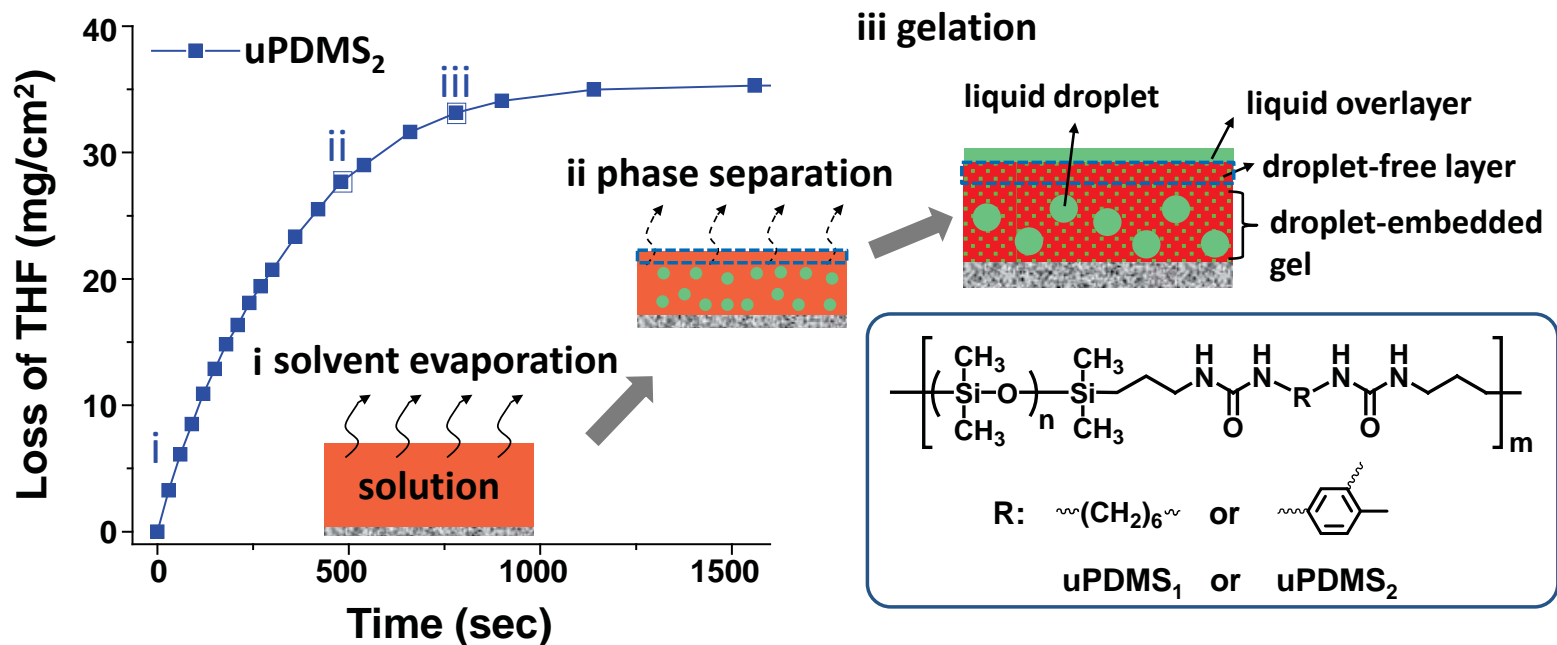 Loss of THF (mg/cm²)
40
30
20
10
0
0
500
1000
1500
Time (sec)
uPDMS₂
i
ii
iii
i solvent evaporation
solution
ii phase separation
iii gelation
liquid droplet
liquid overlayer
droplet-free layer
droplet-embedded
gel
CH₃ CH₃ H H H H
Si O Si N N N N
n R
CH₃ CH₃ O O
m
R: (CH₂)₆ or
uPDMS₁ or uPDMS₂